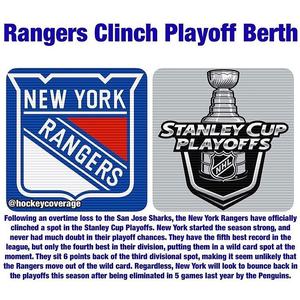 Rangers Clinch Playoff Berth
NEW YORK
RANGERS
STANLEY CUP
PLAYOFFS
NHL
@hockeycoverage
Following an overtime loss to the San Jose Sharks, the New York Rangers have officially
clinched a spot in the Stanley Cup Playoffs. New York started the season strong, and
never had much doubt in their playoff chances. They have the fifth best record in the
league, but only the fourth best in their division, putting them in a wild card spot at the
moment. They sit 6 points back of the third divisional spot, making it seem unlikely that
the Rangers move out of the wild card. Regardless, New York will look to bounce back in
the playoffs this season after being eliminated in 5 games last year by the Penguins.